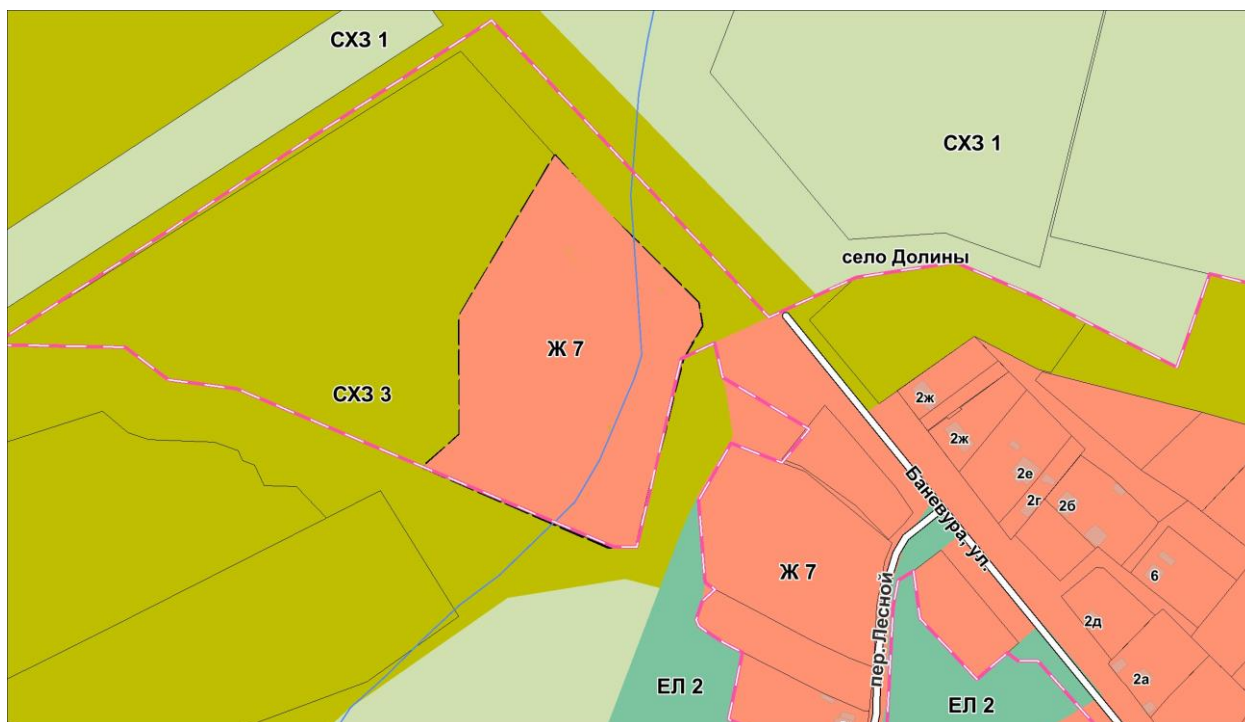 СХЗ 1
СХЗ 1
село Долины
Ж 7
СХЗ 3
2ж
2ж
2е
2г
2б
Баневура, ул.
Ж 7
6
2д
пер. Лесной
2а
ЕЛ 2
ЕЛ 2